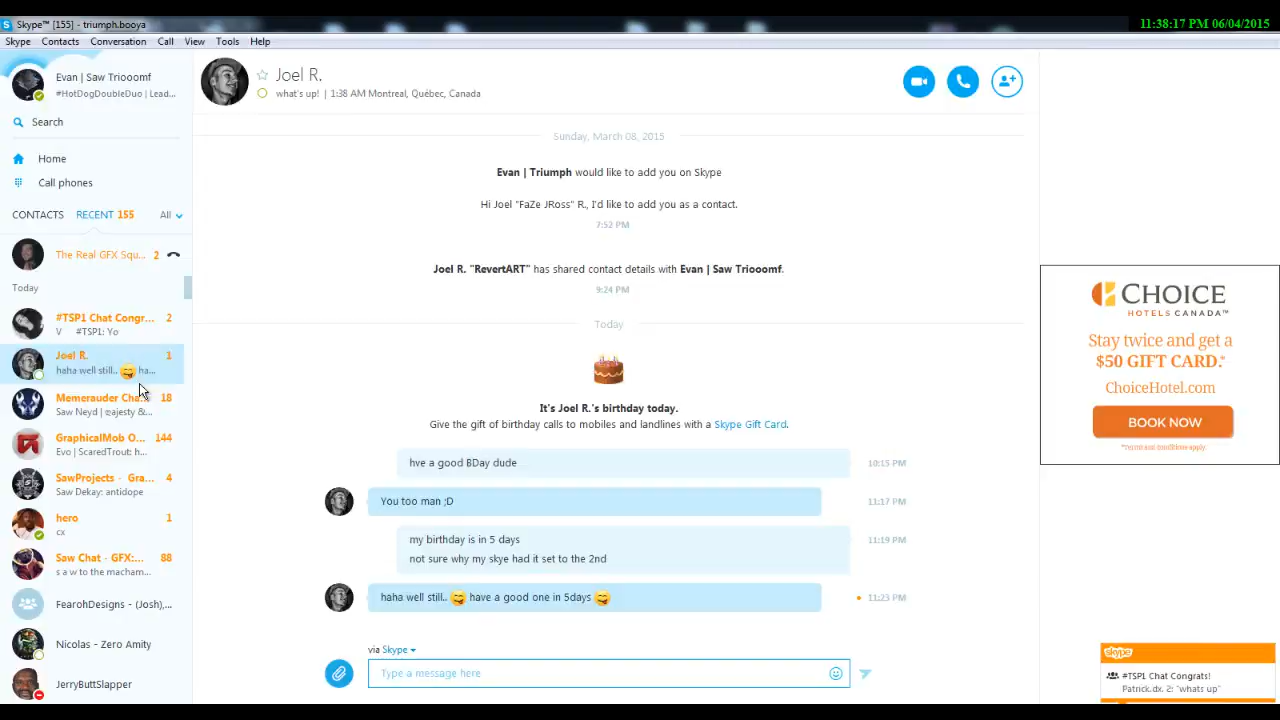 Skype™ [155] - triumph.booya
11:38:17 PM 06/04/2015
Skype Contacts Conversation Call View Tools Help
Evan | Saw Triooomf
#HotDogDoubleDuo | Lead...
Search
Home
Call phones
CONTACTS RECENT 155 All
The Real GFX Squ... 2
Today
#TSP1 Chat Congr... 2
V #TSP1: Yo
Joel R. 1
haha well still.. ha...
Memerauder Cha... 18
Saw Neyd | ajesty &...
GraphicalMob O... 144
Evo | ScaredTrout: h...
SawProjects - Gra... 4
Saw Dekay: antidope
hero 1
cx
Saw Chat - GFX:... 88
s a w to the macham...
FearohDesigns - (Josh),...
Nicolas - Zero Amity
JerryButtSlapper
Joel R.
what's up! | 1:38 AM Montreal, Québec, Canada
Sunday, March 08, 2015
Evan | Triumph would like to add you on Skype
Hi Joel "FaZe JRoss" R., I'd like to add you as a contact.
7:52 PM
Joel R. "RevertART" has shared contact details with Evan | Saw Triooomf.
9:24 PM
Today
It's Joel R.'s birthday today.
Give the gift of birthday calls to mobiles and landlines with a Skype Gift Card.
hve a good BDay dude 10:15 PM
You too man ;D 11:17 PM
my birthday is in 5 days 11:19 PM
not sure why my skye had it set to the 2nd
haha well still.. have a good one in 5days 11:23 PM
via Skype
Type a message here
CHOICE
HOTELS CANADA™
Stay twice and get a
$50 GIFT CARD.*
ChoiceHotel.com
BOOK NOW
*Terms and conditions apply.
skype
#TSP1 Chat Congrats!
Patrick.dx. 2: "whats up"